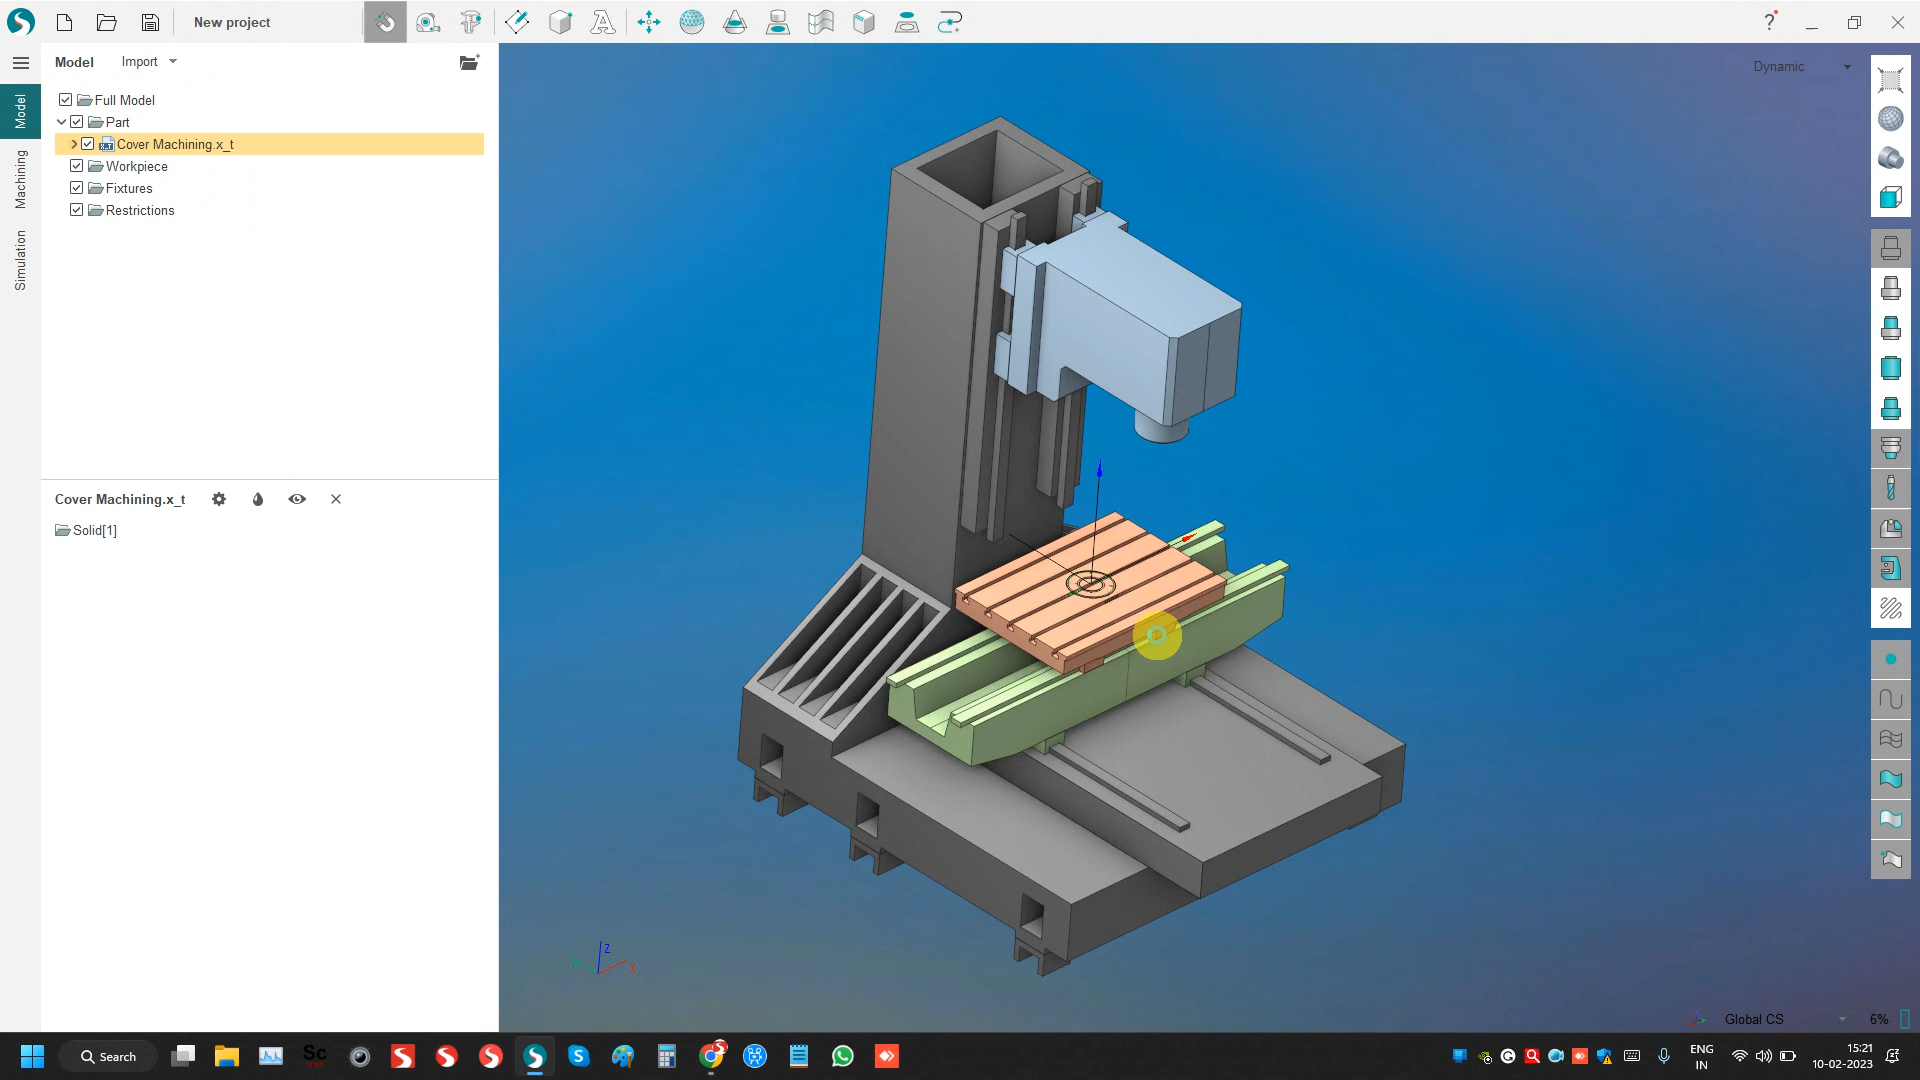 New project
Model
Import
Dynamic
Model
Machining
Simulation
Full Model
Part
Cover Machining.x_t
Workpiece
Fixtures
Restrictions
Cover Machining.x_t
Solid[1]
Z
X
Global CS
6%
Search
Sc
ENG
IN
15:21
10-02-2023